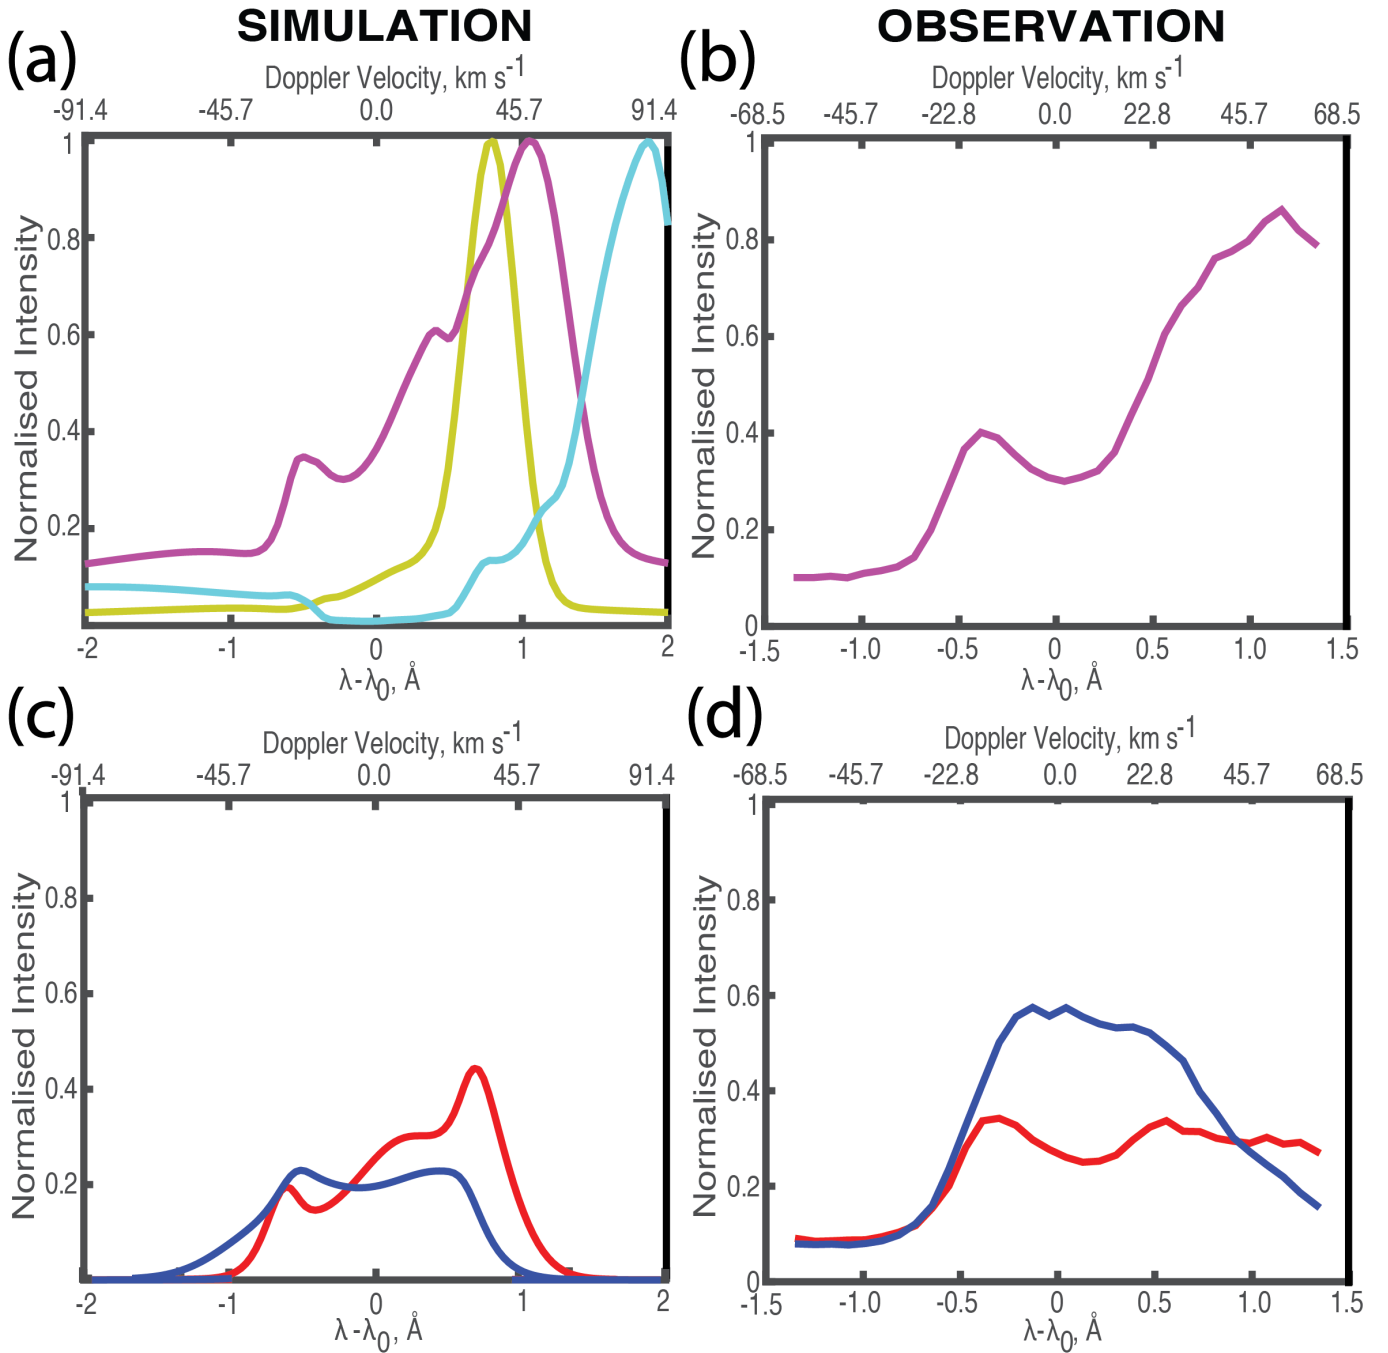 SIMULATION
OBSERVATION
(a)
Doppler Velocity, km s-1
-91.4 -45.7 0.0 45.7 91.4
1
0.8
0.6
0.4
0.2
Normalised Intensity
-2 -1 0 1 2
λ-λ0, Å
(b)
Doppler Velocity, km s-1
-68.5 -45.7 -22.8 0.0 22.8 45.7 68.5
1
0.8
0.6
0.4
0.2
0
Normalised Intensity
-1.5 -1.0 -0.5 0 0.5 1.0 1.5
λ-λ0, Å
(c)
Doppler Velocity, km s-1
-91.4 -45.7 0.0 45.7 91.4
1
0.8
0.6
0.4
0.2
Normalised Intensity
-2 -1 0 1 2
λ-λ0, Å
(d)
Doppler Velocity, km s-1
-68.5 -45.7 -22.8 0.0 22.8 45.7 68.5
1
0.8
0.6
0.4
0.2
0
Normalised Intensity
-1.5 -1.0 -0.5 0 0.5 1.0 1.5
λ-λ0, Å